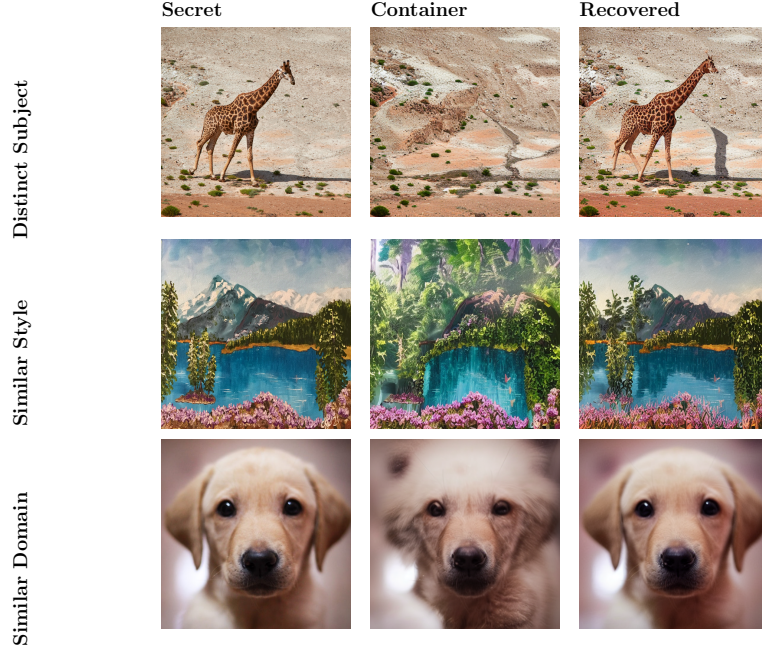 Secret
Container
Recovered
Distinct Subject
Similar Style
Similar Domain